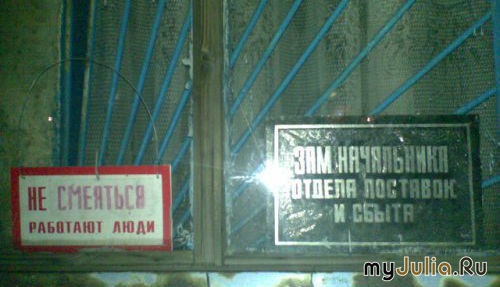 НЕ СМЕЯТЬСЯ
РАБОТАЮТ ЛЮДИ
ЗАМ. НАЧАЛЬНИКА
ОТДЕЛА ПОСТАВОК
И СБЫТА
myJulia.Ru